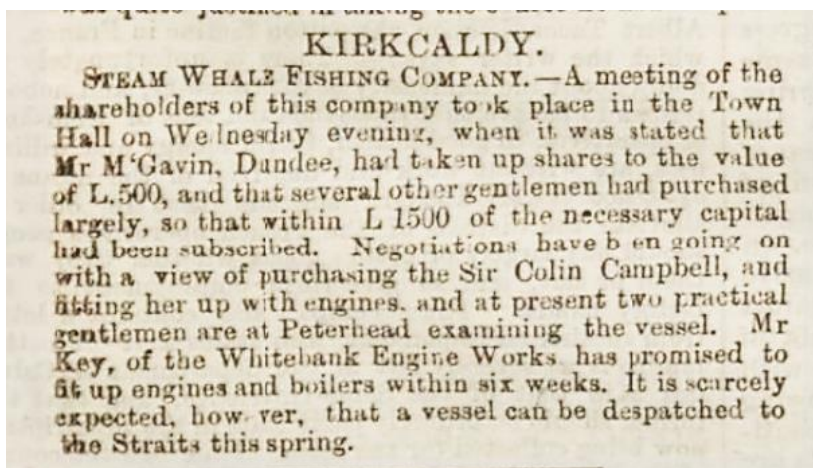 KIRKCALDY.
STEAM WHALE FISHING COMPANY.—A meeting of the
shareholders of this company took place in the Town
Hall on Wednesday evening, when it was stated that
Mr M'Gavin, Dundee, had taken up shares to the value
of L.500, and that several other gentlemen had purchased
largely, so that within L 1500 of the necessary capital
had been subscribed. Negotiations have b en going on
with a view of purchasing the Sir Colin Campbell, and
fitting her up with engines. and at present two practical
gentlemen are at Peterhead examining the vessel. Mr
Key, of the Whitebank Engine Works, has promised to
fit up engines and boilers within six weeks. It is scarcely
expected, how ver, that a vessel can be despatched to
the Straits this spring.